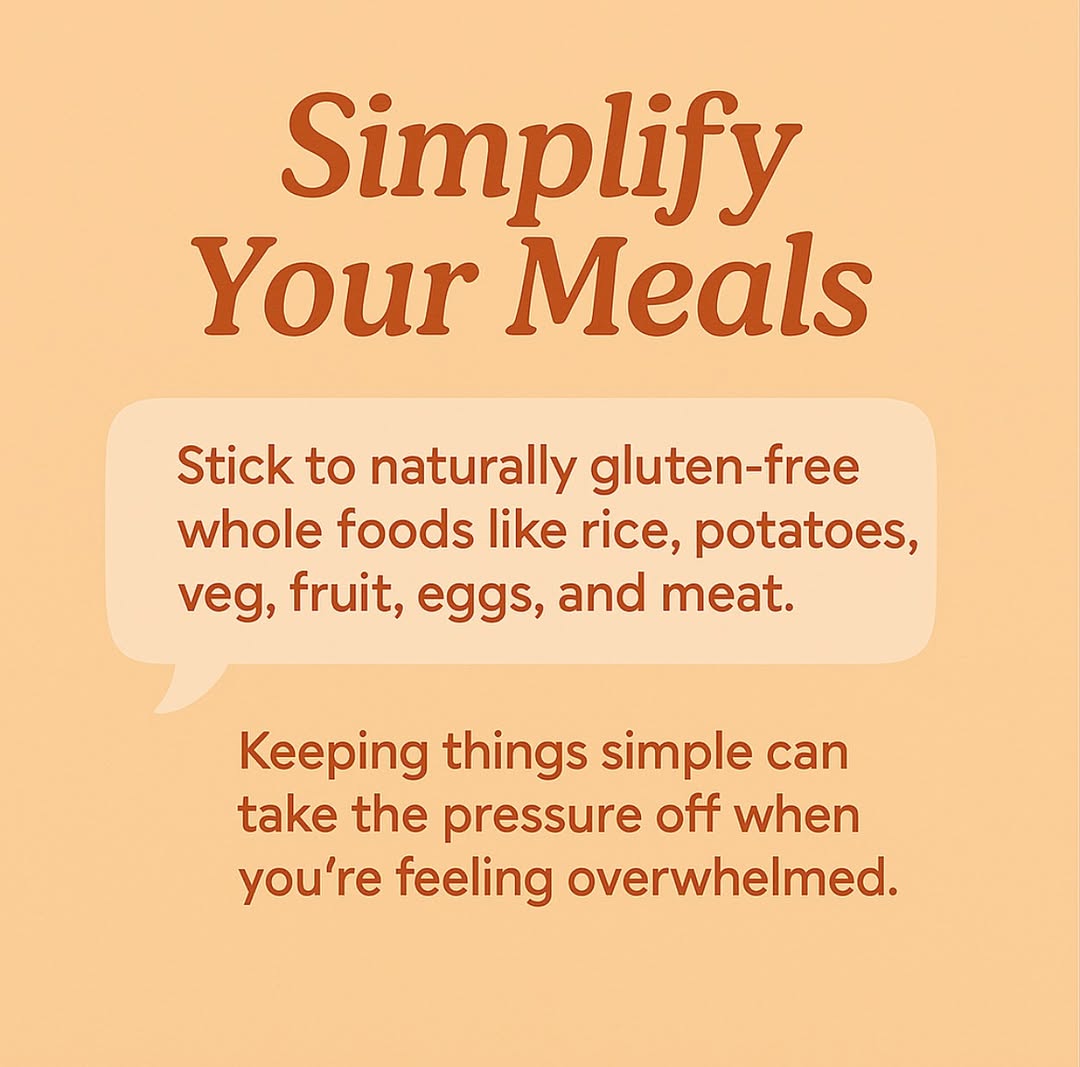 Simplify
Your Meals
Stick to naturally gluten-free
whole foods like rice, potatoes,
veg, fruit, eggs, and meat.
Keeping things simple can
take the pressure off when
you‘re feeling overwhelmed.